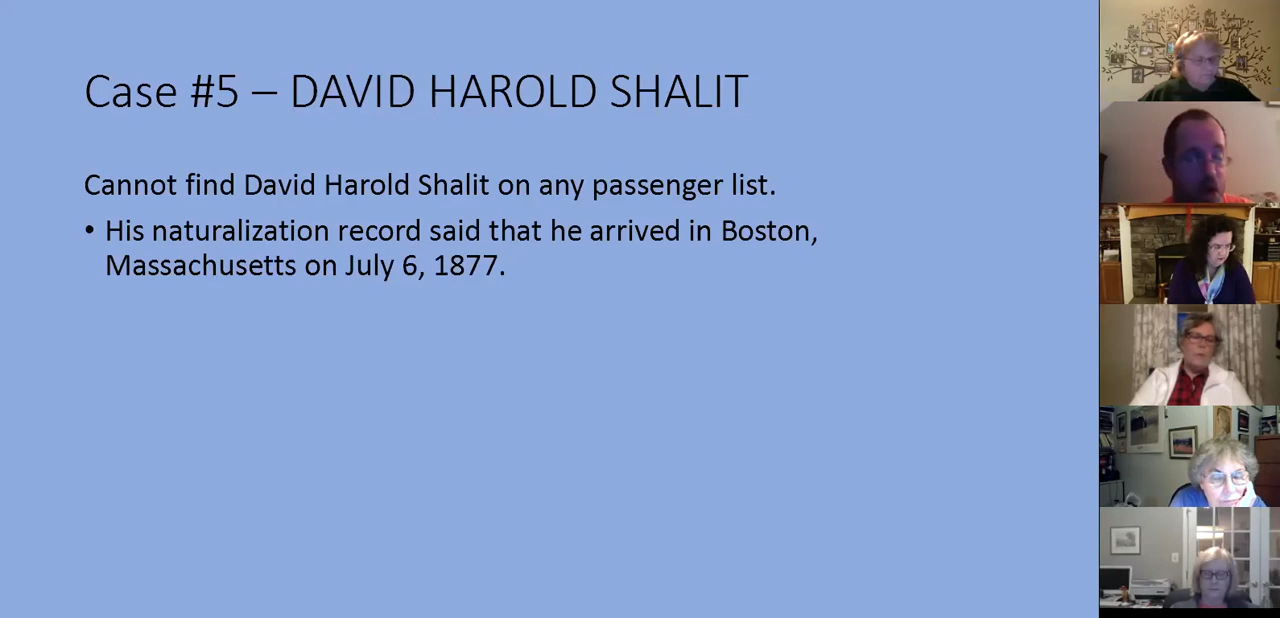 Case #5 – DAVID HAROLD SHALIT
Cannot find David Harold Shalit on any passenger list.
• His naturalization record said that he arrived in Boston,
Massachusetts on July 6, 1877.